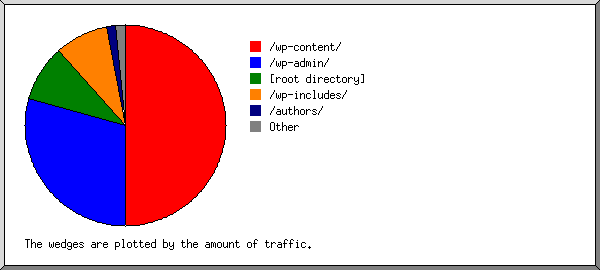 /wp-content/
/wp-admin/
[root directory]
/wp-includes/
/authors/
Other
The wedges are plotted by the amount of traffic.